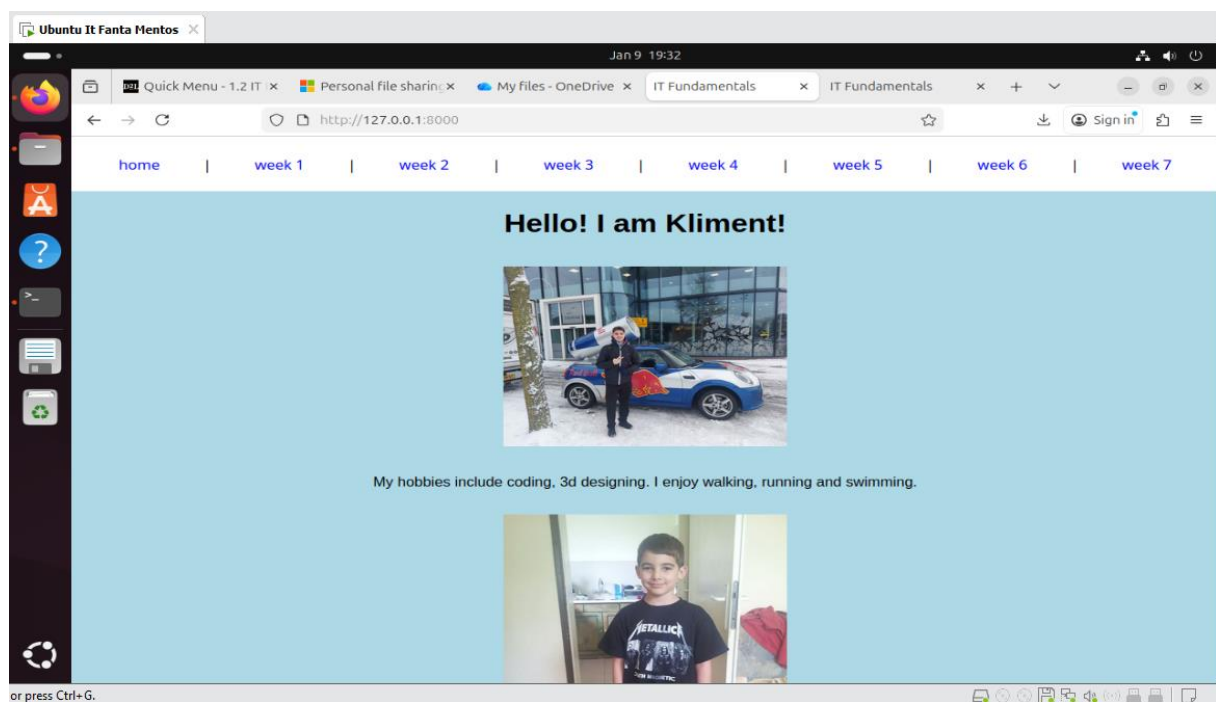 Ubuntu It Fanta Mentos
Jan 9 19:32
Quick Menu - 1.2 IT
Personal file sharing
My files - OneDrive
IT Fundamentals
IT Fundamentals
http://127.0.0.1:8000
Sign in
home | week 1 | week 2 | week 3 | week 4 | week 5 | week 6 | week 7
Hello! I am Kliment!
My hobbies include coding, 3d designing. I enjoy walking, running and swimming.
METALLICA
or press Ctrl+G.